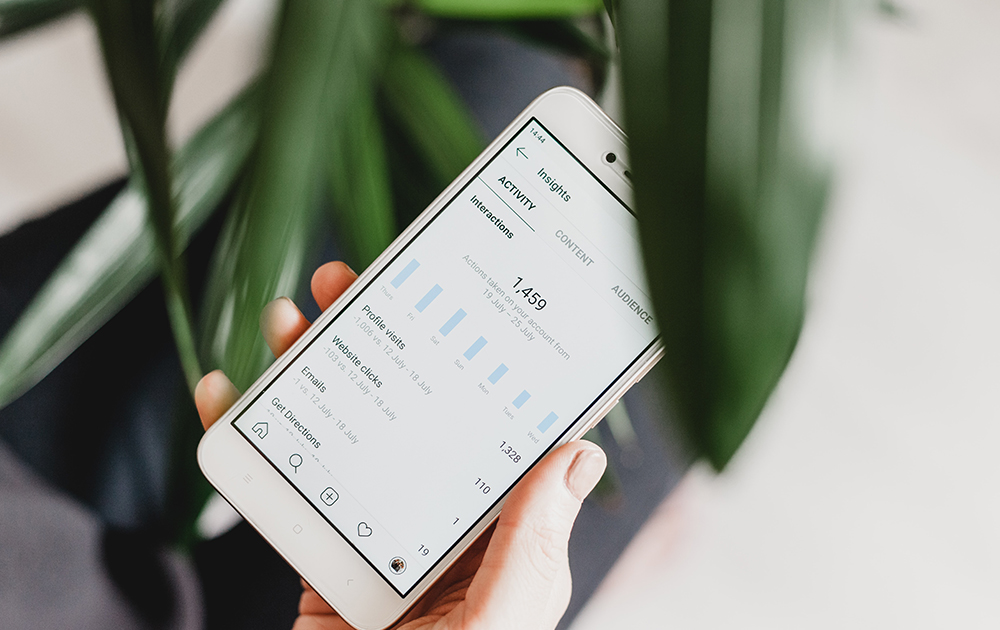 14:44
Insights
ACTIVITY
CONTENT
AUDIENCE
Interactions
1,459
Actions taken on your account from
19 July – 25 July
Thurs
Fri
Sat
Sun
Mon
Tues
Wed
Profile visits
1,328
-1,006 vs. 12 July - 18 July
Website clicks
110
-103 vs. 12 July - 18 July
Emails
1
-1 vs. 12 July - 18 July
Get Directions
19